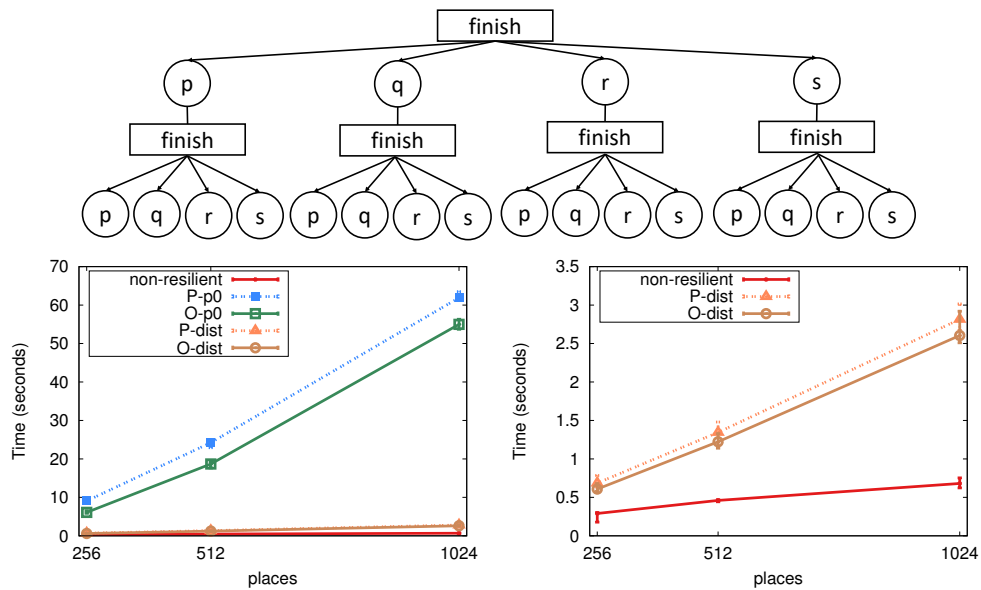 finish
p q r s
finish finish finish finish
p q r s p q r s p q r s p q r s
70
60
50
40
30
20
10
0
Time (seconds)
non-resilient
P-p0
O-p0
P-dist
O-dist
256 512 1024
places
3.5
3
2.5
2
1.5
1
0.5
0
Time (seconds)
non-resilient
P-dist
O-dist
256 512 1024
places